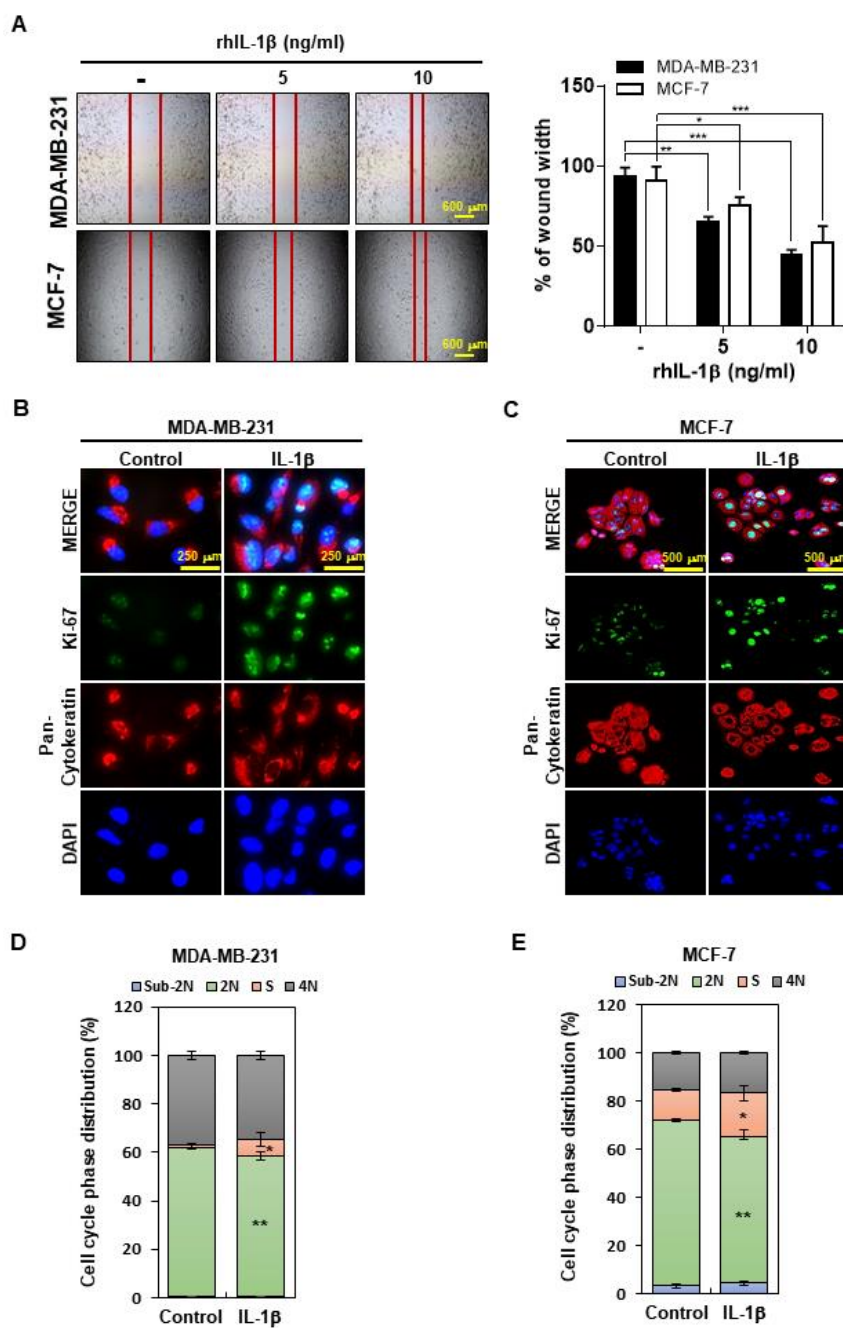 A
rhIL-1β (ng/ml)
- 5 10
MDA-MB-231
600 μm
MCF-7
600 μm
MDA-MB-231
MCF-7
% of wound width
150
100
50
0
***
*
***
**
- 5 10
rhIL-1β (ng/ml)
B
MDA-MB-231
Control IL-1β
MERGE
250 μm 250 μm
Ki-67
Pan-
Cytokeratin
DAPI
C
MCF-7
Control IL-1β
MERGE
500 μm 500 μm
Ki-67
Pan-
Cytokeratin
DAPI
D
MDA-MB-231
Sub-2N 2N S 4N
Cell cycle phase distribution (%)
120
100
80
60
40
20
0
*
**
Control IL-1β
E
MCF-7
Sub-2N 2N S 4N
Cell cycle phase distribution (%)
120
100
80
60
40
20
0
*
**
Control IL-1β